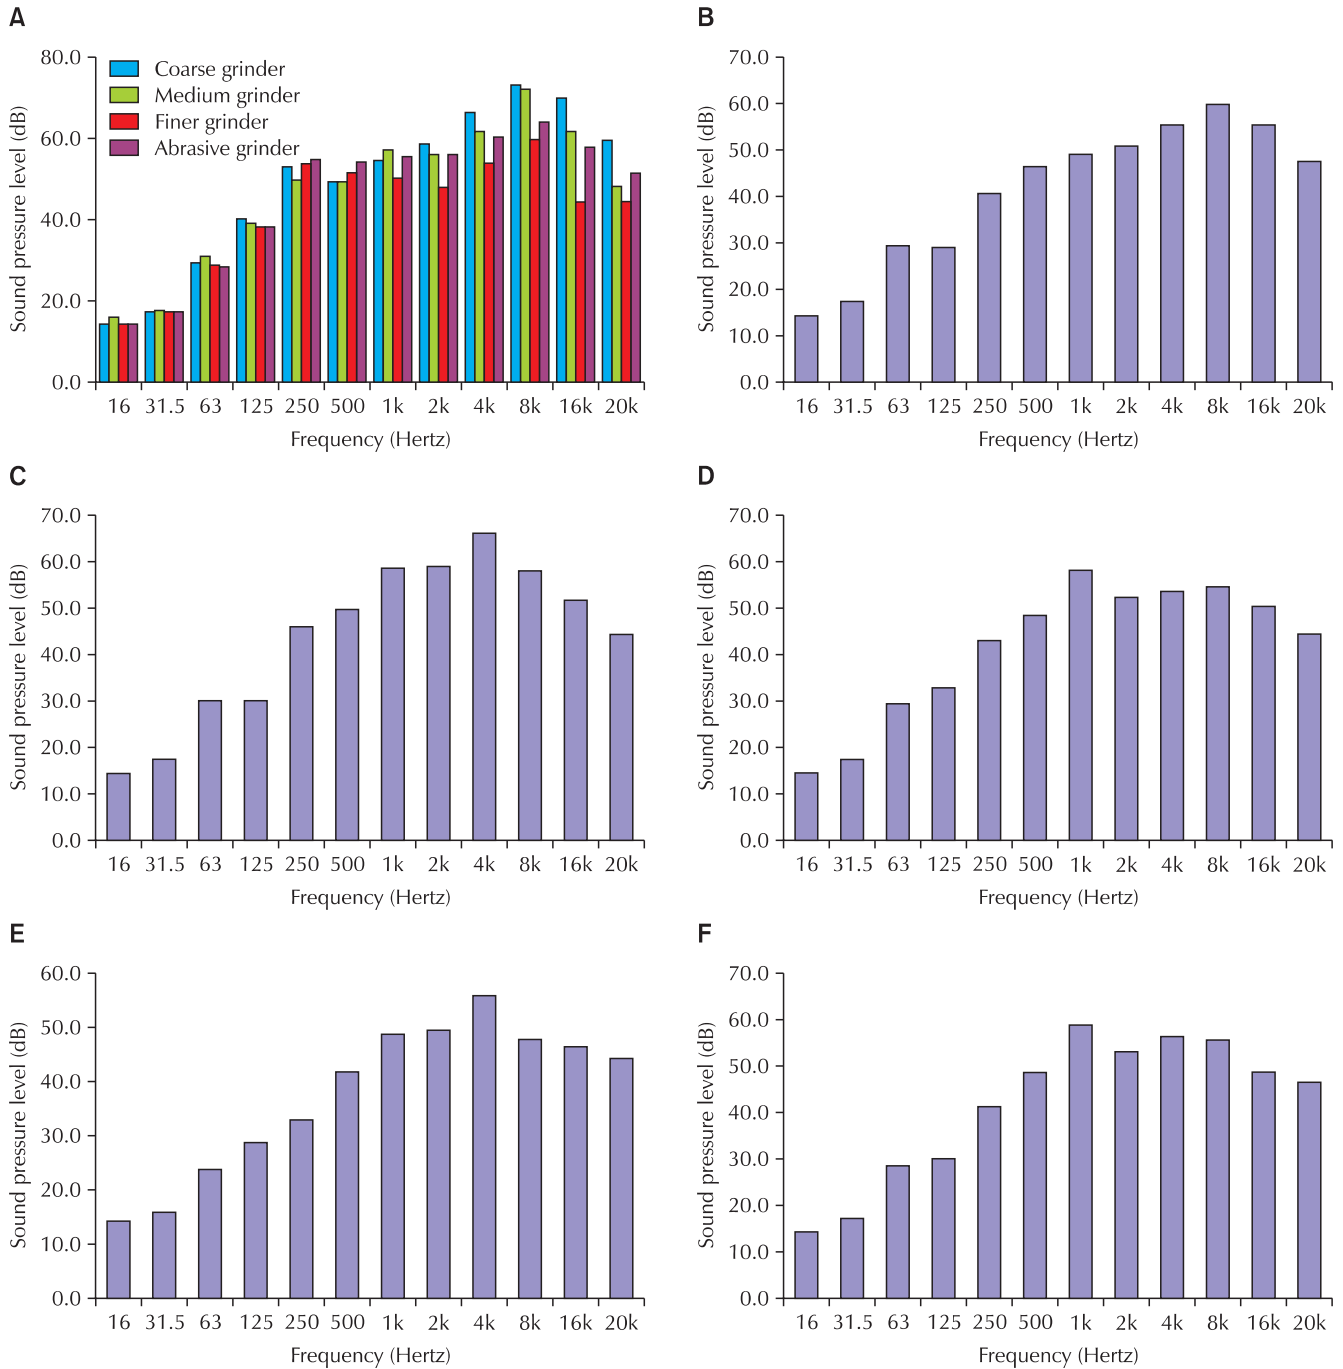 A
Sound pressure level (dB)
80.0
60.0
40.0
20.0
0.0
Coarse grinder
Medium grinder
Finer grinder
Abrasive grinder
16 31.5 63 125 250 500 1k 2k 4k 8k 16k 20k
Frequency (Hertz)
B
Sound pressure level (dB)
70.0
60.0
50.0
40.0
30.0
20.0
10.0
0.0
16 31.5 63 125 250 500 1k 2k 4k 8k 16k 20k
Frequency (Hertz)
C
Sound pressure level (dB)
70.0
60.0
50.0
40.0
30.0
20.0
10.0
0.0
16 31.5 63 125 250 500 1k 2k 4k 8k 16k 20k
Frequency (Hertz)
D
Sound pressure level (dB)
70.0
60.0
50.0
40.0
30.0
20.0
10.0
0.0
16 31.5 63 125 250 500 1k 2k 4k 8k 16k 20k
Frequency (Hertz)
E
Sound pressure level (dB)
60.0
50.0
40.0
30.0
20.0
10.0
0.0
16 31.5 63 125 250 500 1k 2k 4k 8k 16k 20k
Frequency (Hertz)
F
Sound pressure level (dB)
70.0
60.0
50.0
40.0
30.0
20.0
10.0
0.0
16 31.5 63 125 250 500 1k 2k 4k 8k 16k 20k
Frequency (Hertz)